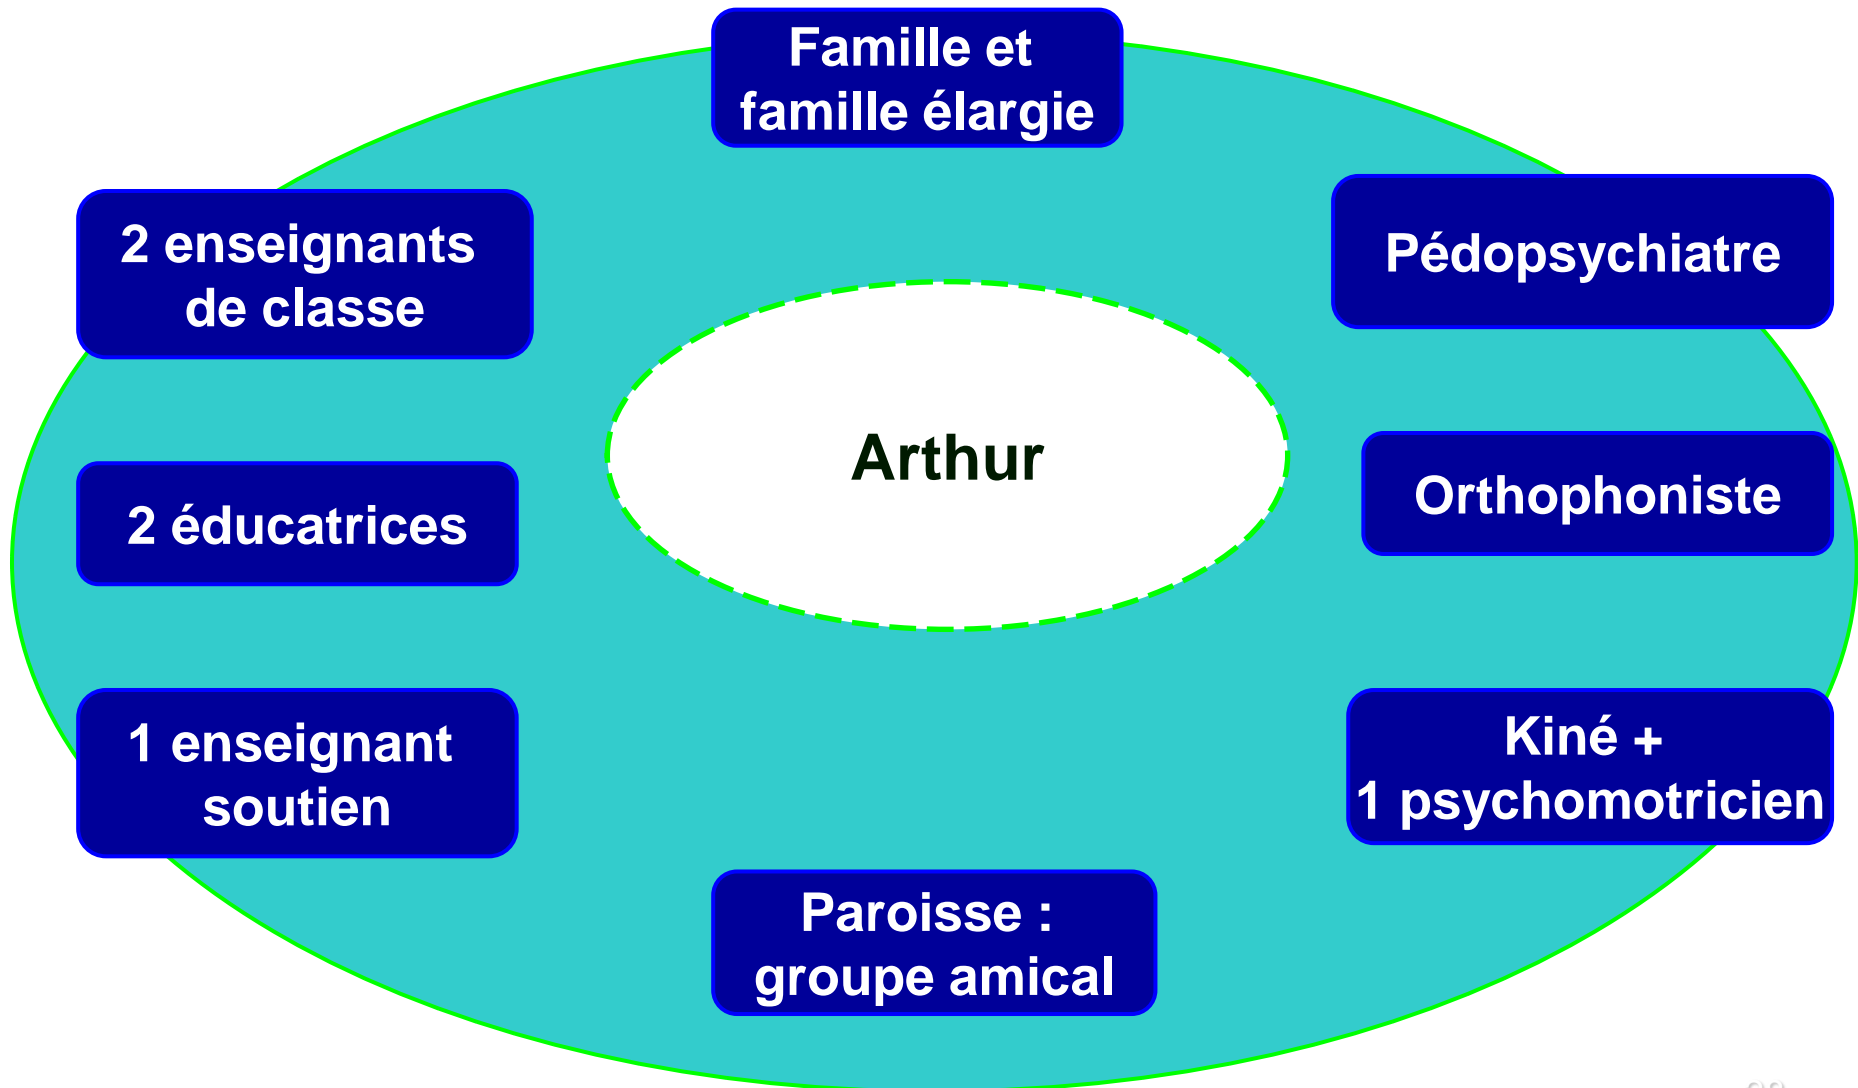 Famille et
famille élargie
2 enseignants
de classe
Pédopsychiatre
Arthur
2 éducatrices
Orthophoniste
1 enseignant
soutien
Kiné +
1 psychomotricien
Paroisse :
groupe amical